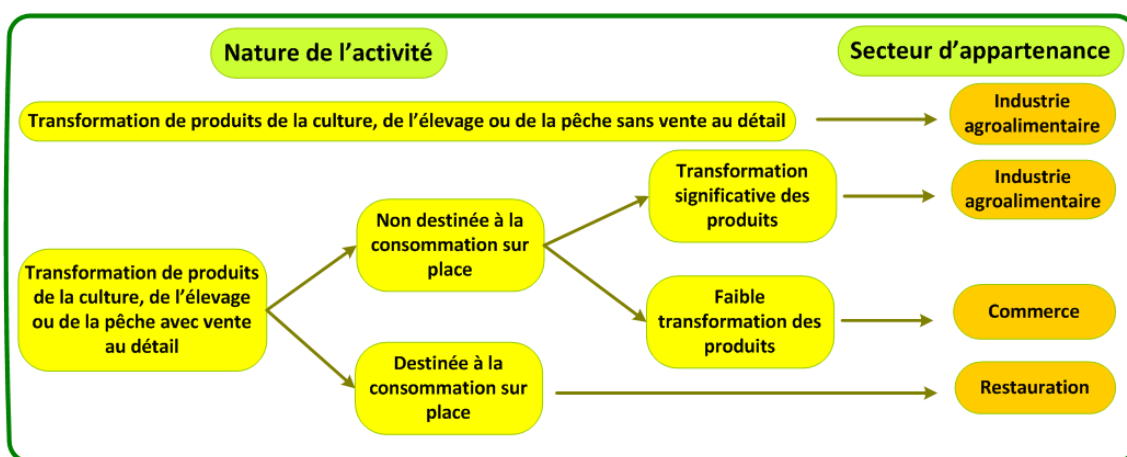 Nature de l’activité
Secteur d’appartenance
Transformation de produits de la culture, de l’élevage ou de la pêche sans vente au détail
Industrie
agroalimentaire
Transformation de produits
de la culture, de l’élevage
ou de la pêche avec vente
au détail
Non destinée à la
consommation sur
place
Transformation
significative des
produits
Industrie
agroalimentaire
Faible
transformation des
produits
Commerce
Destinée à la
consommation sur
place
Restauration